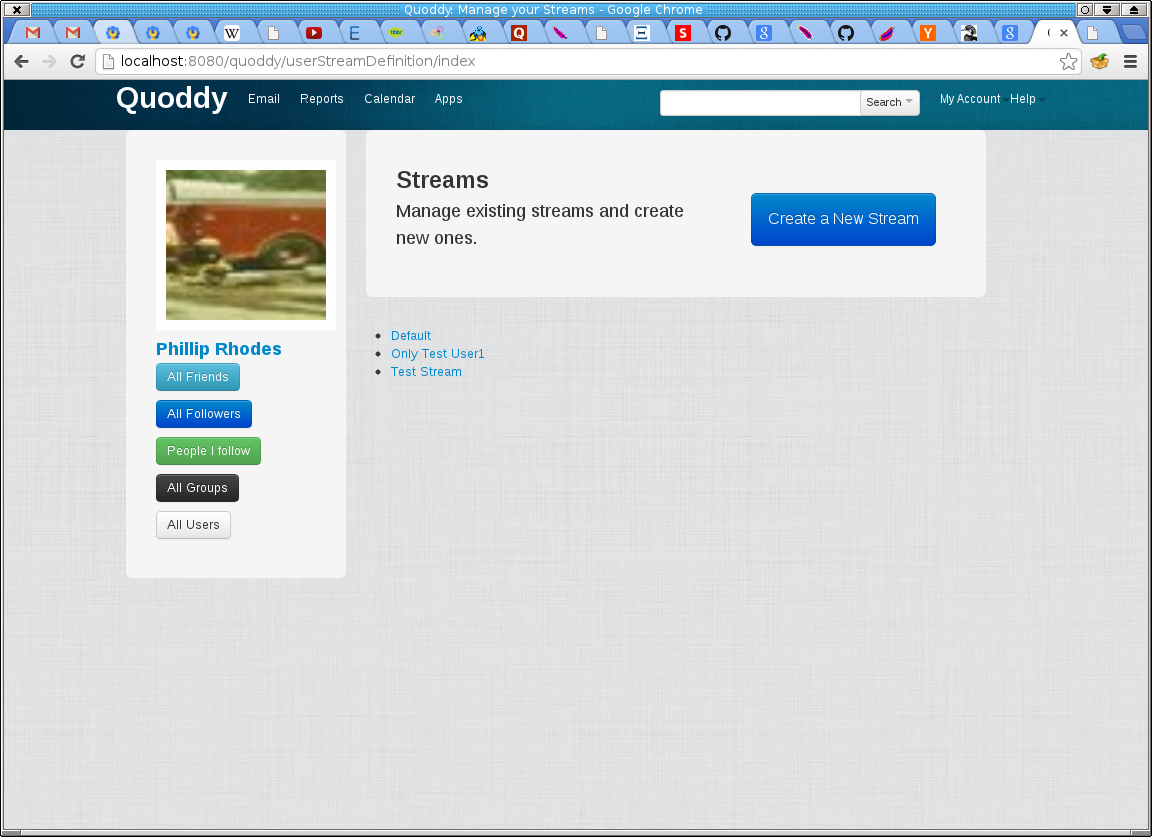 Quoddy: Manage your Streams - Google Chrome
localhost:8080/quoddy/userStreamDefinition/index
Quoddy Email Reports Calendar Apps Search My Account Help
Streams
Manage existing streams and create
new ones.
Create a New Stream
Phillip Rhodes
All Friends
All Followers
People I follow
All Groups
All Users
Default
Only Test User1
Test Stream